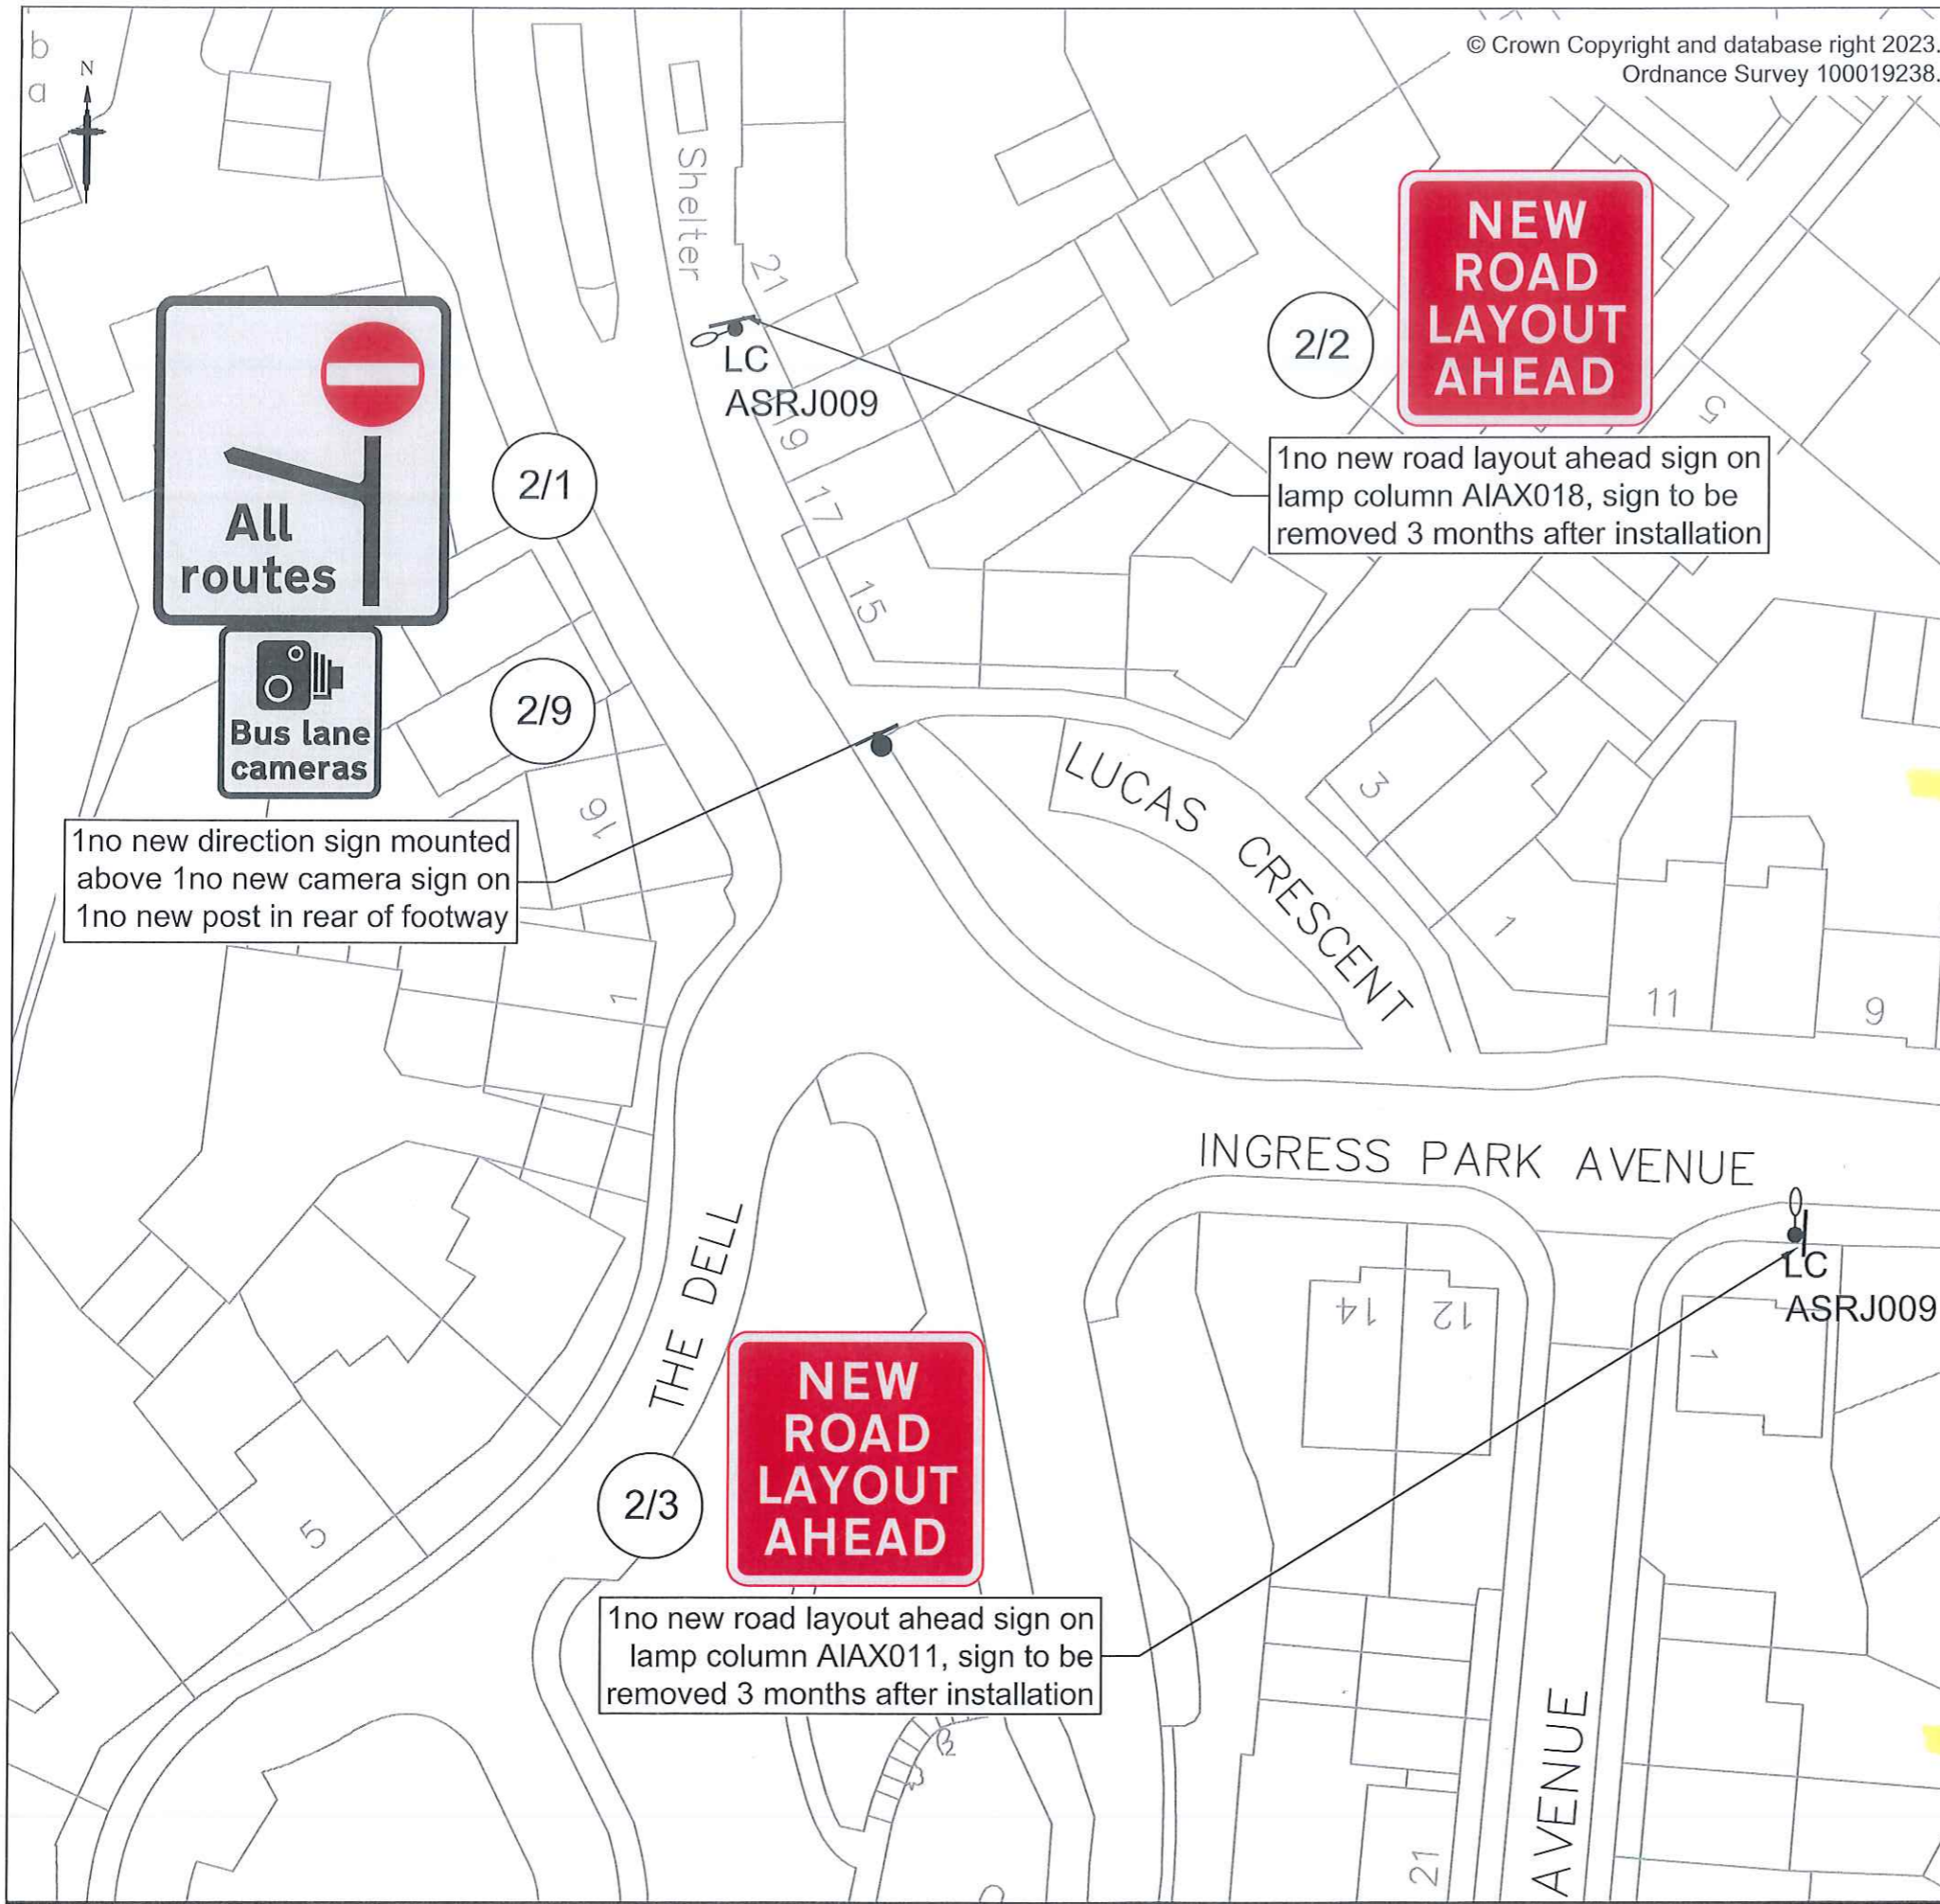 b
a
N
© Crown Copyright and database right 2023.
Ordnance Survey 100019238.
Shelter
21
LC
ASRJ009
19
17
15
2/2
NEW
ROAD
LAYOUT
AHEAD
1no new road layout ahead sign on
lamp column AIAX018, sign to be
removed 3 months after installation
5
All
routes
2/1
Bus lane
cameras
2/9
16
1no new direction sign mounted
above 1no new camera sign on
1no new post in rear of footway
1
LUCAS CRESCENT
3
1
11
9
INGRESS PARK AVENUE
THE DELL
LC
ASRJ009
14
12
1
5
2/3
NEW
ROAD
LAYOUT
AHEAD
1no new road layout ahead sign on
lamp column AIAX011, sign to be
removed 3 months after installation
AVENUE
21